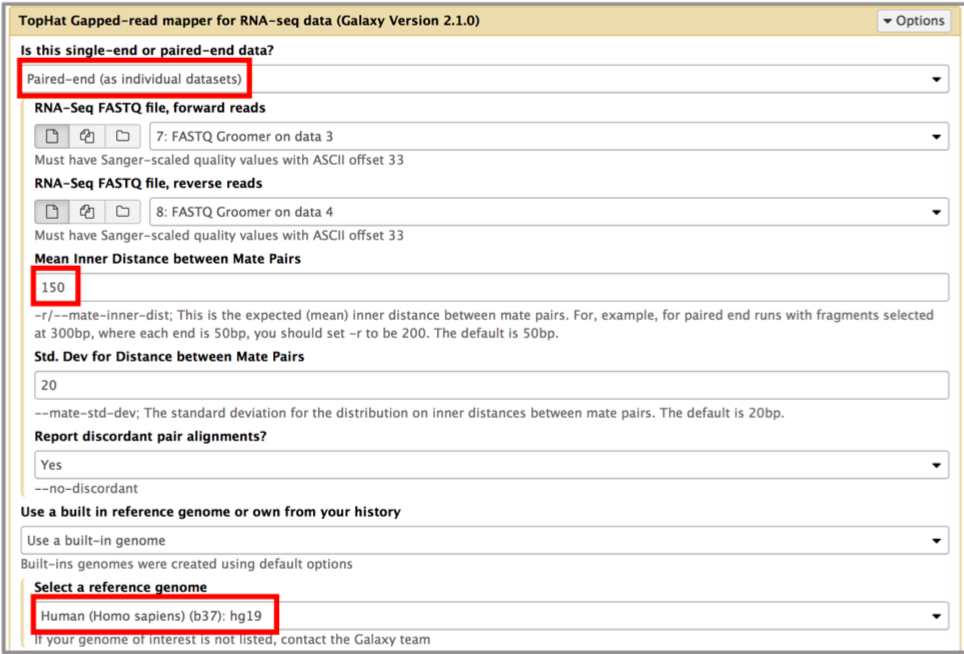 TopHat Gapped-read mapper for RNA-seq data (Galaxy Version 2.1.0)
Options
Is this single-end or paired-end data?
Paired-end (as individual datasets)
RNA-Seq FASTQ file, forward reads
7: FASTQ Groomer on data 3
Must have Sanger-scaled quality values with ASCII offset 33
RNA-Seq FASTQ file, reverse reads
8: FASTQ Groomer on data 4
Must have Sanger-scaled quality values with ASCII offset 33
Mean Inner Distance between Mate Pairs
150
-r/--mate-inner-dist; This is the expected (mean) inner distance between mate pairs. For, example, for paired end runs with fragments selected
at 300bp, where each end is 50bp, you should set -r to be 200. The default is 50bp.
Std. Dev for Distance between Mate Pairs
20
--mate-std-dev; The standard deviation for the distribution on inner distances between mate pairs. The default is 20bp.
Report discordant pair alignments?
Yes
--no-discordant
Use a built in reference genome or own from your history
Use a built-in genome
Built-ins genomes were created using default options
Select a reference genome
Human (Homo sapiens) (b37): hg19
If your genome of interest is not listed, contact the Galaxy team